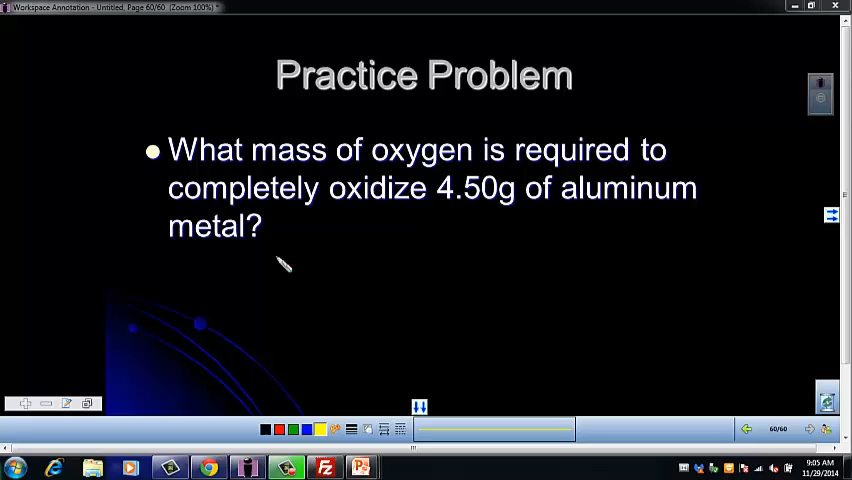 Workspace Annotation - Untitled, Page 60/60 (Zoom 100%) *
Practice Problem
What mass of oxygen is required to
completely oxidize 4.50g of aluminum
metal?
60/60
9:05 AM
11/29/2014